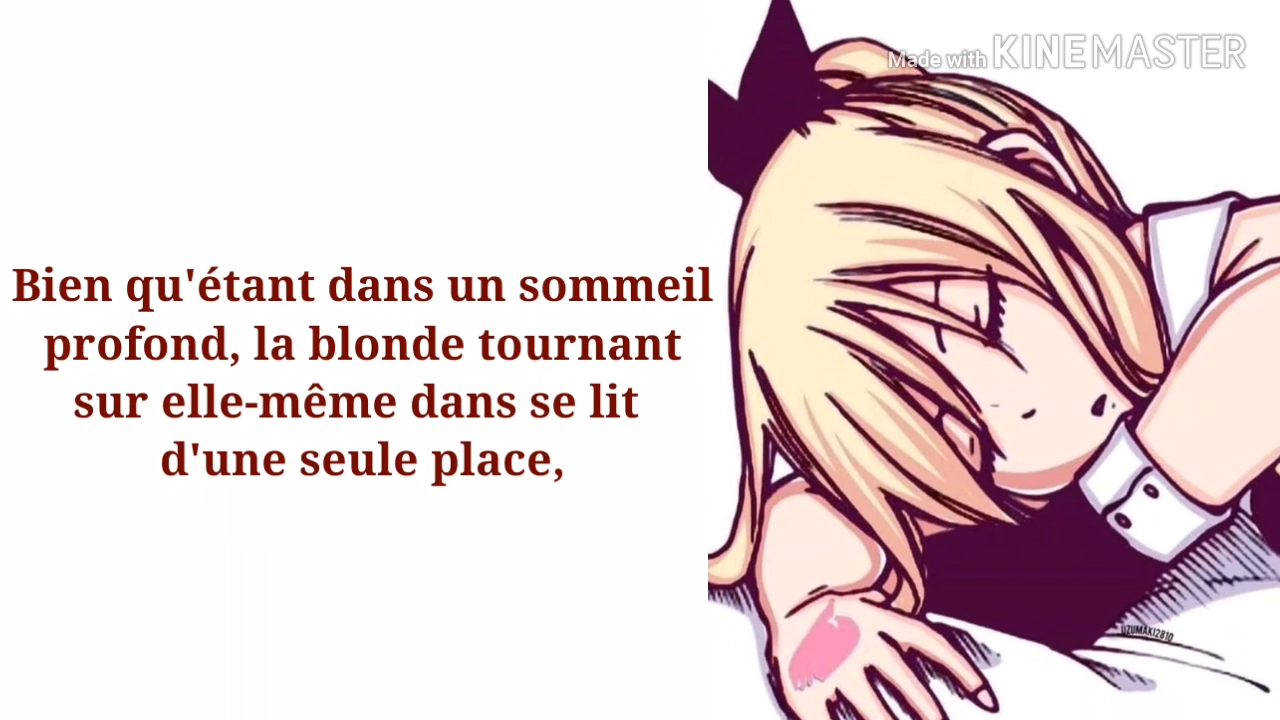 Made with KINEMASTER
Bien qu'étant dans un sommeil
profond, la blonde tournant
sur elle-même dans se lit
d'une seule place,
UZUMAKI2810